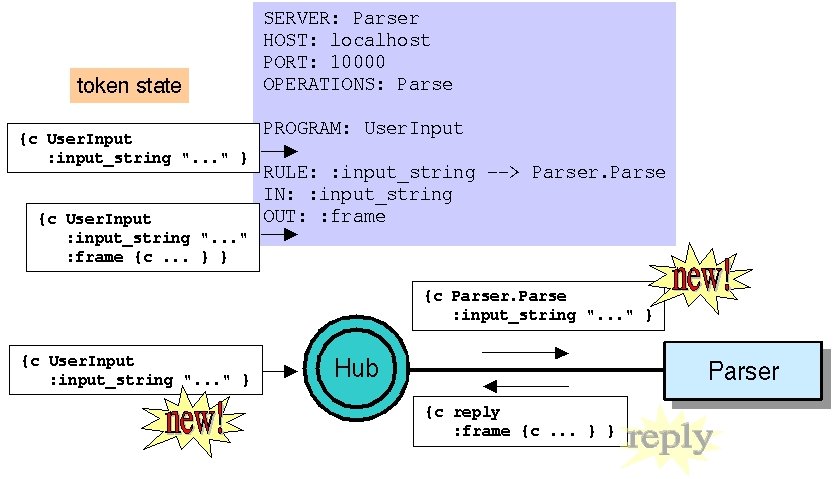 SERVER: Parser
HOST: localhost
PORT: 10000
OPERATIONS: Parse
token state
PROGRAM: UserInput
{c UserInput
:input_string "..." }
RULE: :input_string --> Parser.Parse
IN: :input_string
OUT: :frame
{c UserInput
:input_string "..."
:frame {c ... } }
new!
{c Parser.Parse
:input_string "..." }
{c UserInput
:input_string "..." }
new!
Hub
Parser
{c reply
:frame {c ... } }
reply